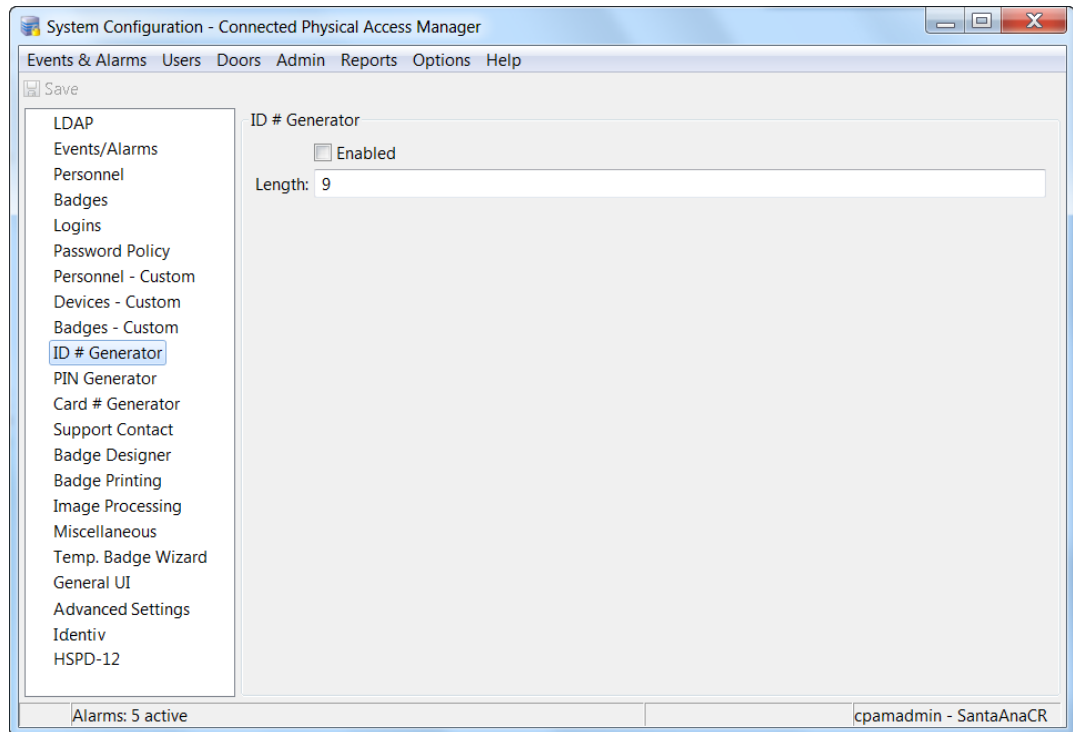 System Configuration - Connected Physical Access Manager
Events & Alarms Users Doors Admin Reports Options Help
Save
LDAP
Events/Alarms
Personnel
Badges
Logins
Password Policy
Personnel - Custom
Devices - Custom
Badges - Custom
ID # Generator
PIN Generator
Card # Generator
Support Contact
Badge Designer
Badge Printing
Image Processing
Miscellaneous
Temp. Badge Wizard
General UI
Advanced Settings
Identiv
HSPD-12
ID # Generator
Enabled
Length: 9
Alarms: 5 active
cpamadmin - SantaAnaCR